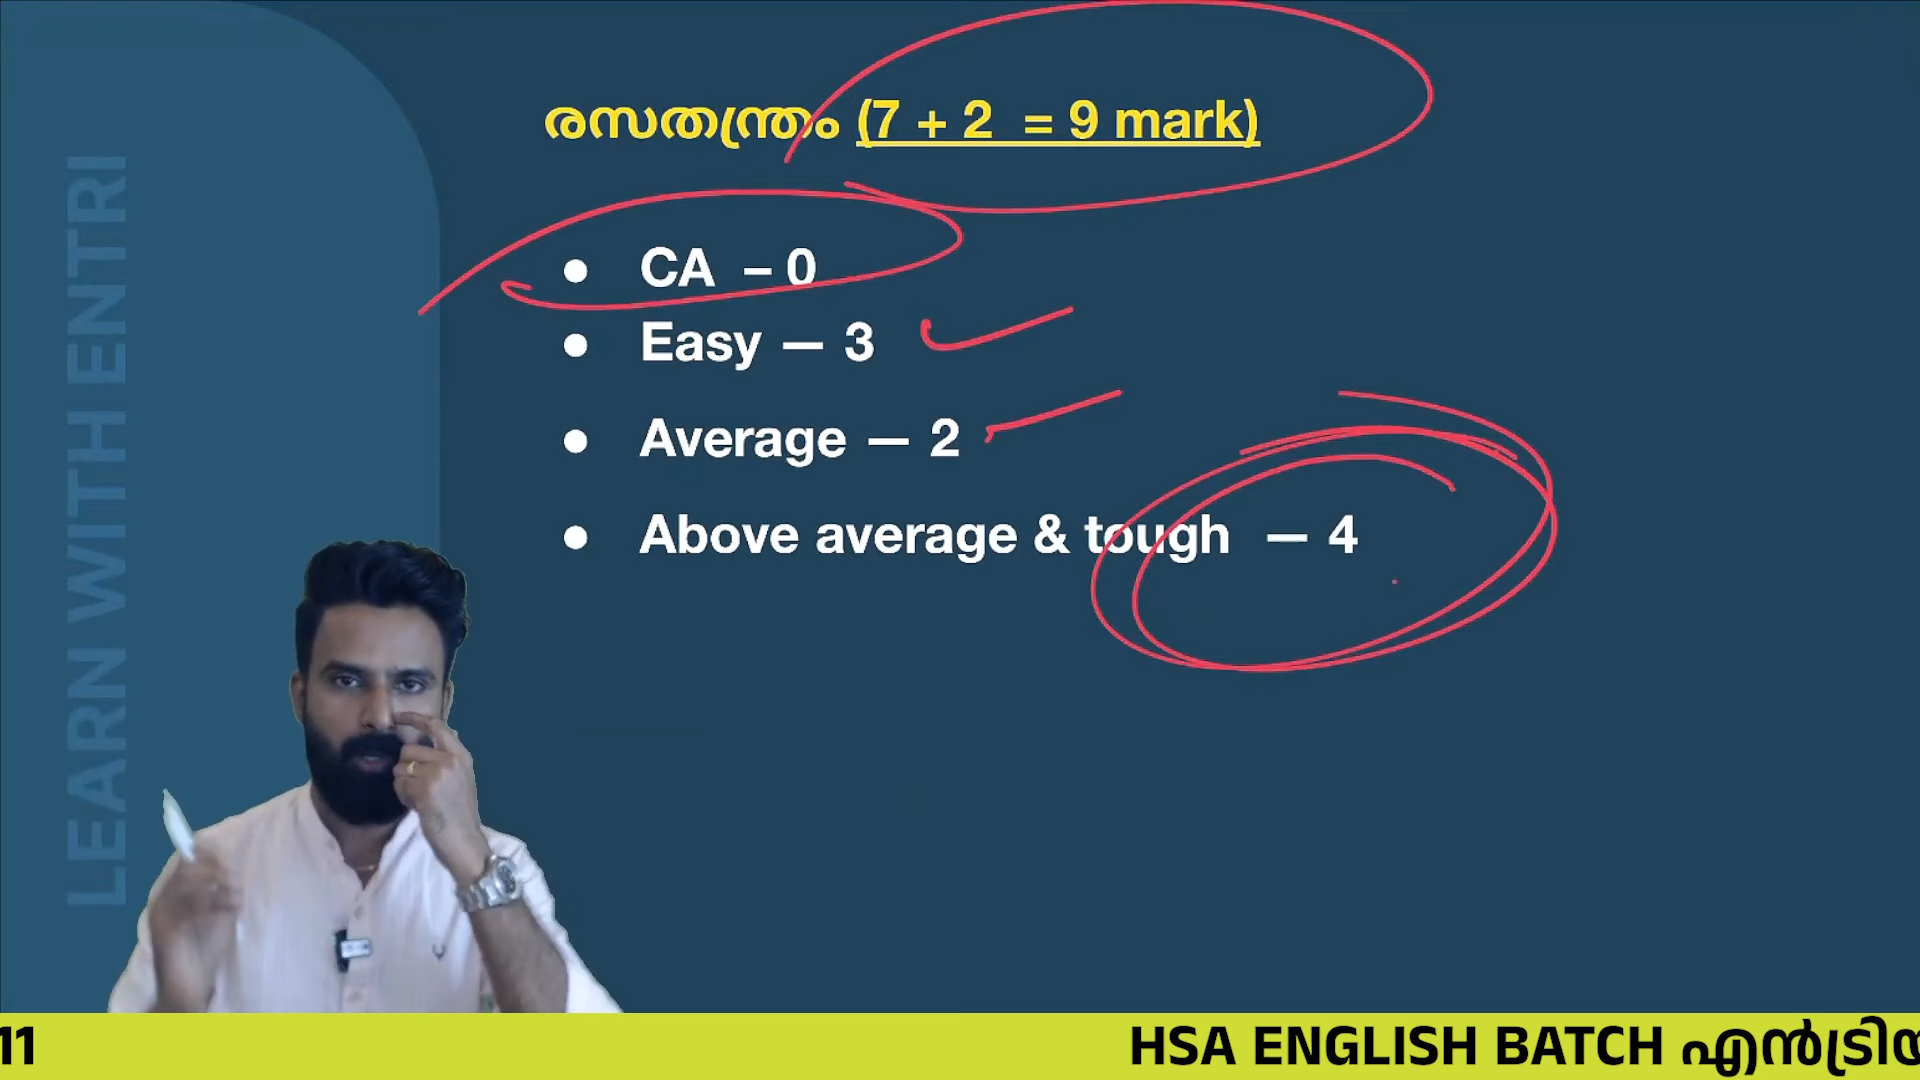 LEARN WITH ENTRI
രസതന്ത്രം (7 + 2 = 9 mark)
● CA – 0
● Easy — 3
● Average — 2
● Above average & tough — 4
11 HSA ENGLISH BATCH